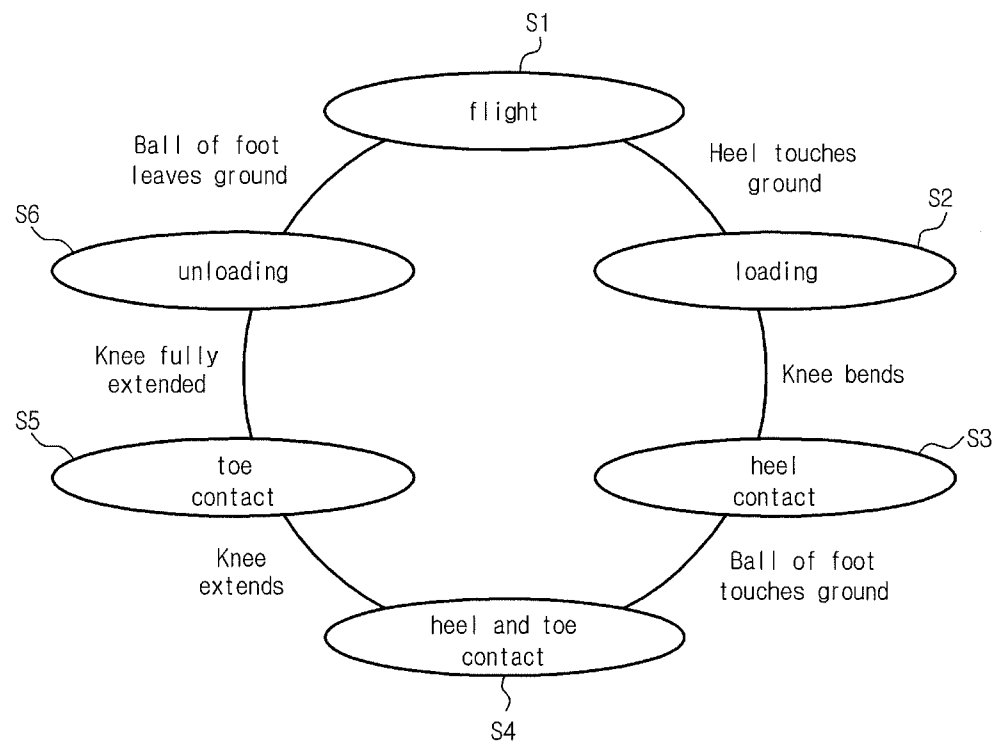 S1
flight
Ball of foot
leaves ground
Heel touches
ground
S6
S2
unloading
loading
Knee fully
extended
Knee bends
S5
S3
toe
contact
heel
contact
Knee
extends
Ball of foot
touches ground
heel and toe
contact
S4